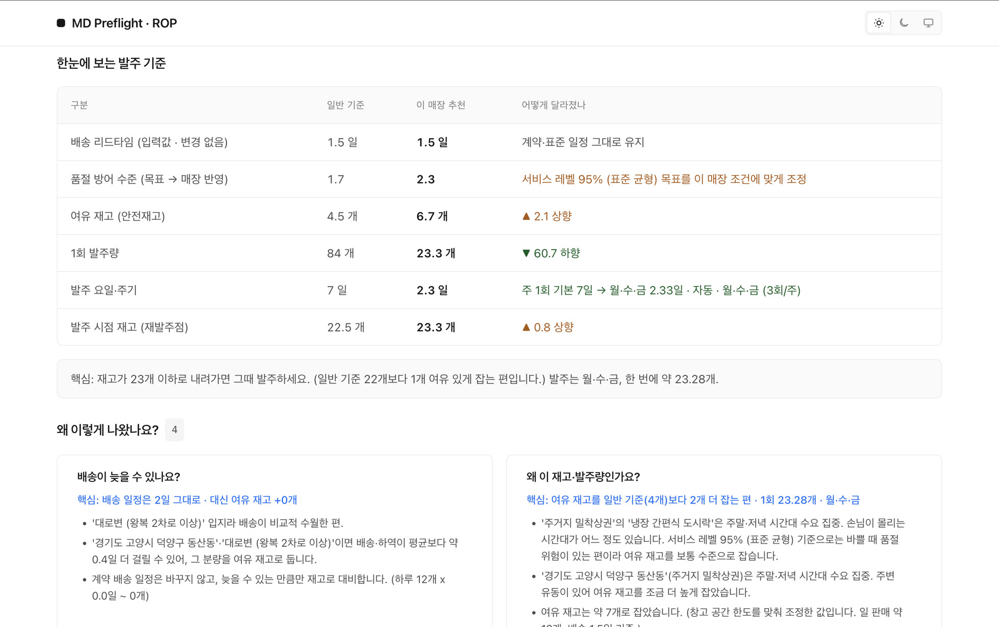 MD Preflight · ROP
한눈에 보는 발주 기준
구분 일반 기준 이 매장 추천 어떻게 달라졌나
배송 리드타임 (입력값 · 변경 없음) 1.5 일 1.5 일 계약·표준 일정 그대로 유지
품절 방어 수준 (목표 → 매장 반영) 1.7 2.3 서비스 레벨 95% (표준 균형) 목표를 이 매장 조건에 맞게 조정
여유 재고 (안전재고) 4.5 개 6.7 개 ▲ 2.1 상향
1회 발주량 84 개 23.3 개 ▼ 60.7 하향
발주 요일·주기 7 일 2.3 일 주 1회 기본 7일 → 월·수·금 2.33일 · 자동 · 월·수·금 (3회/주)
발주 시점 재고 (재발주점) 22.5 개 23.3 개 ▲ 0.8 상향
핵심: 재고가 23개 이하로 내려가면 그때 발주하세요. (일반 기준 22개보다 1개 여유 있게 잡는 편입니다.) 발주는 월·수·금, 한 번에 약 23.28개.
왜 이렇게 나왔나요? 4
배송이 늦을 수 있나요?
핵심: 배송 일정은 2일 그대로 · 대신 여유 재고 +0개
• '대로변 (왕복 2차로 이상)' 입지라 배송이 비교적 수월한 편.
• '경기도 고양시 덕양구 동산동'·'대로변 (왕복 2차로 이상)'이면 배송·하역이 평균보다 약
0.4일 더 걸릴 수 있어, 그 분량을 여유 재고로 둡니다.
• 계약 배송 일정은 바꾸지 않고, 늦을 수 있는 만큼만 재고로 대비합니다. (하루 12개 x
0.0일 ~ 0개)
왜 이 재고·발주량인가요?
핵심: 여유 재고를 일반 기준(4개)보다 2개 더 잡는 편 · 1회 23.28개 · 월·수·금
• '주거지 밀착상권'의 '냉장 간편식 도시락'은 주말·저녁 시간대 수요 집중. 손님이 몰리는
시간대가 어느 정도 있습니다. 서비스 레벨 95% (표준 균형) 기준으로는 바쁠 때 품절
위험이 있는 편이라 여유 재고를 보통 수준으로 잡습니다.
• '경기도 고양시 덕양구 동산동'(주거지 밀착상권)은 주말·저녁 시간대 수요 집중. 주변
유동이 있어 여유 재고를 조금 더 높게 잡았습니다.
• 여유 재고는 약 7개로 잡았습니다. (창고 공간 한도를 맞춰 조정한 값입니다. 일 판매 약